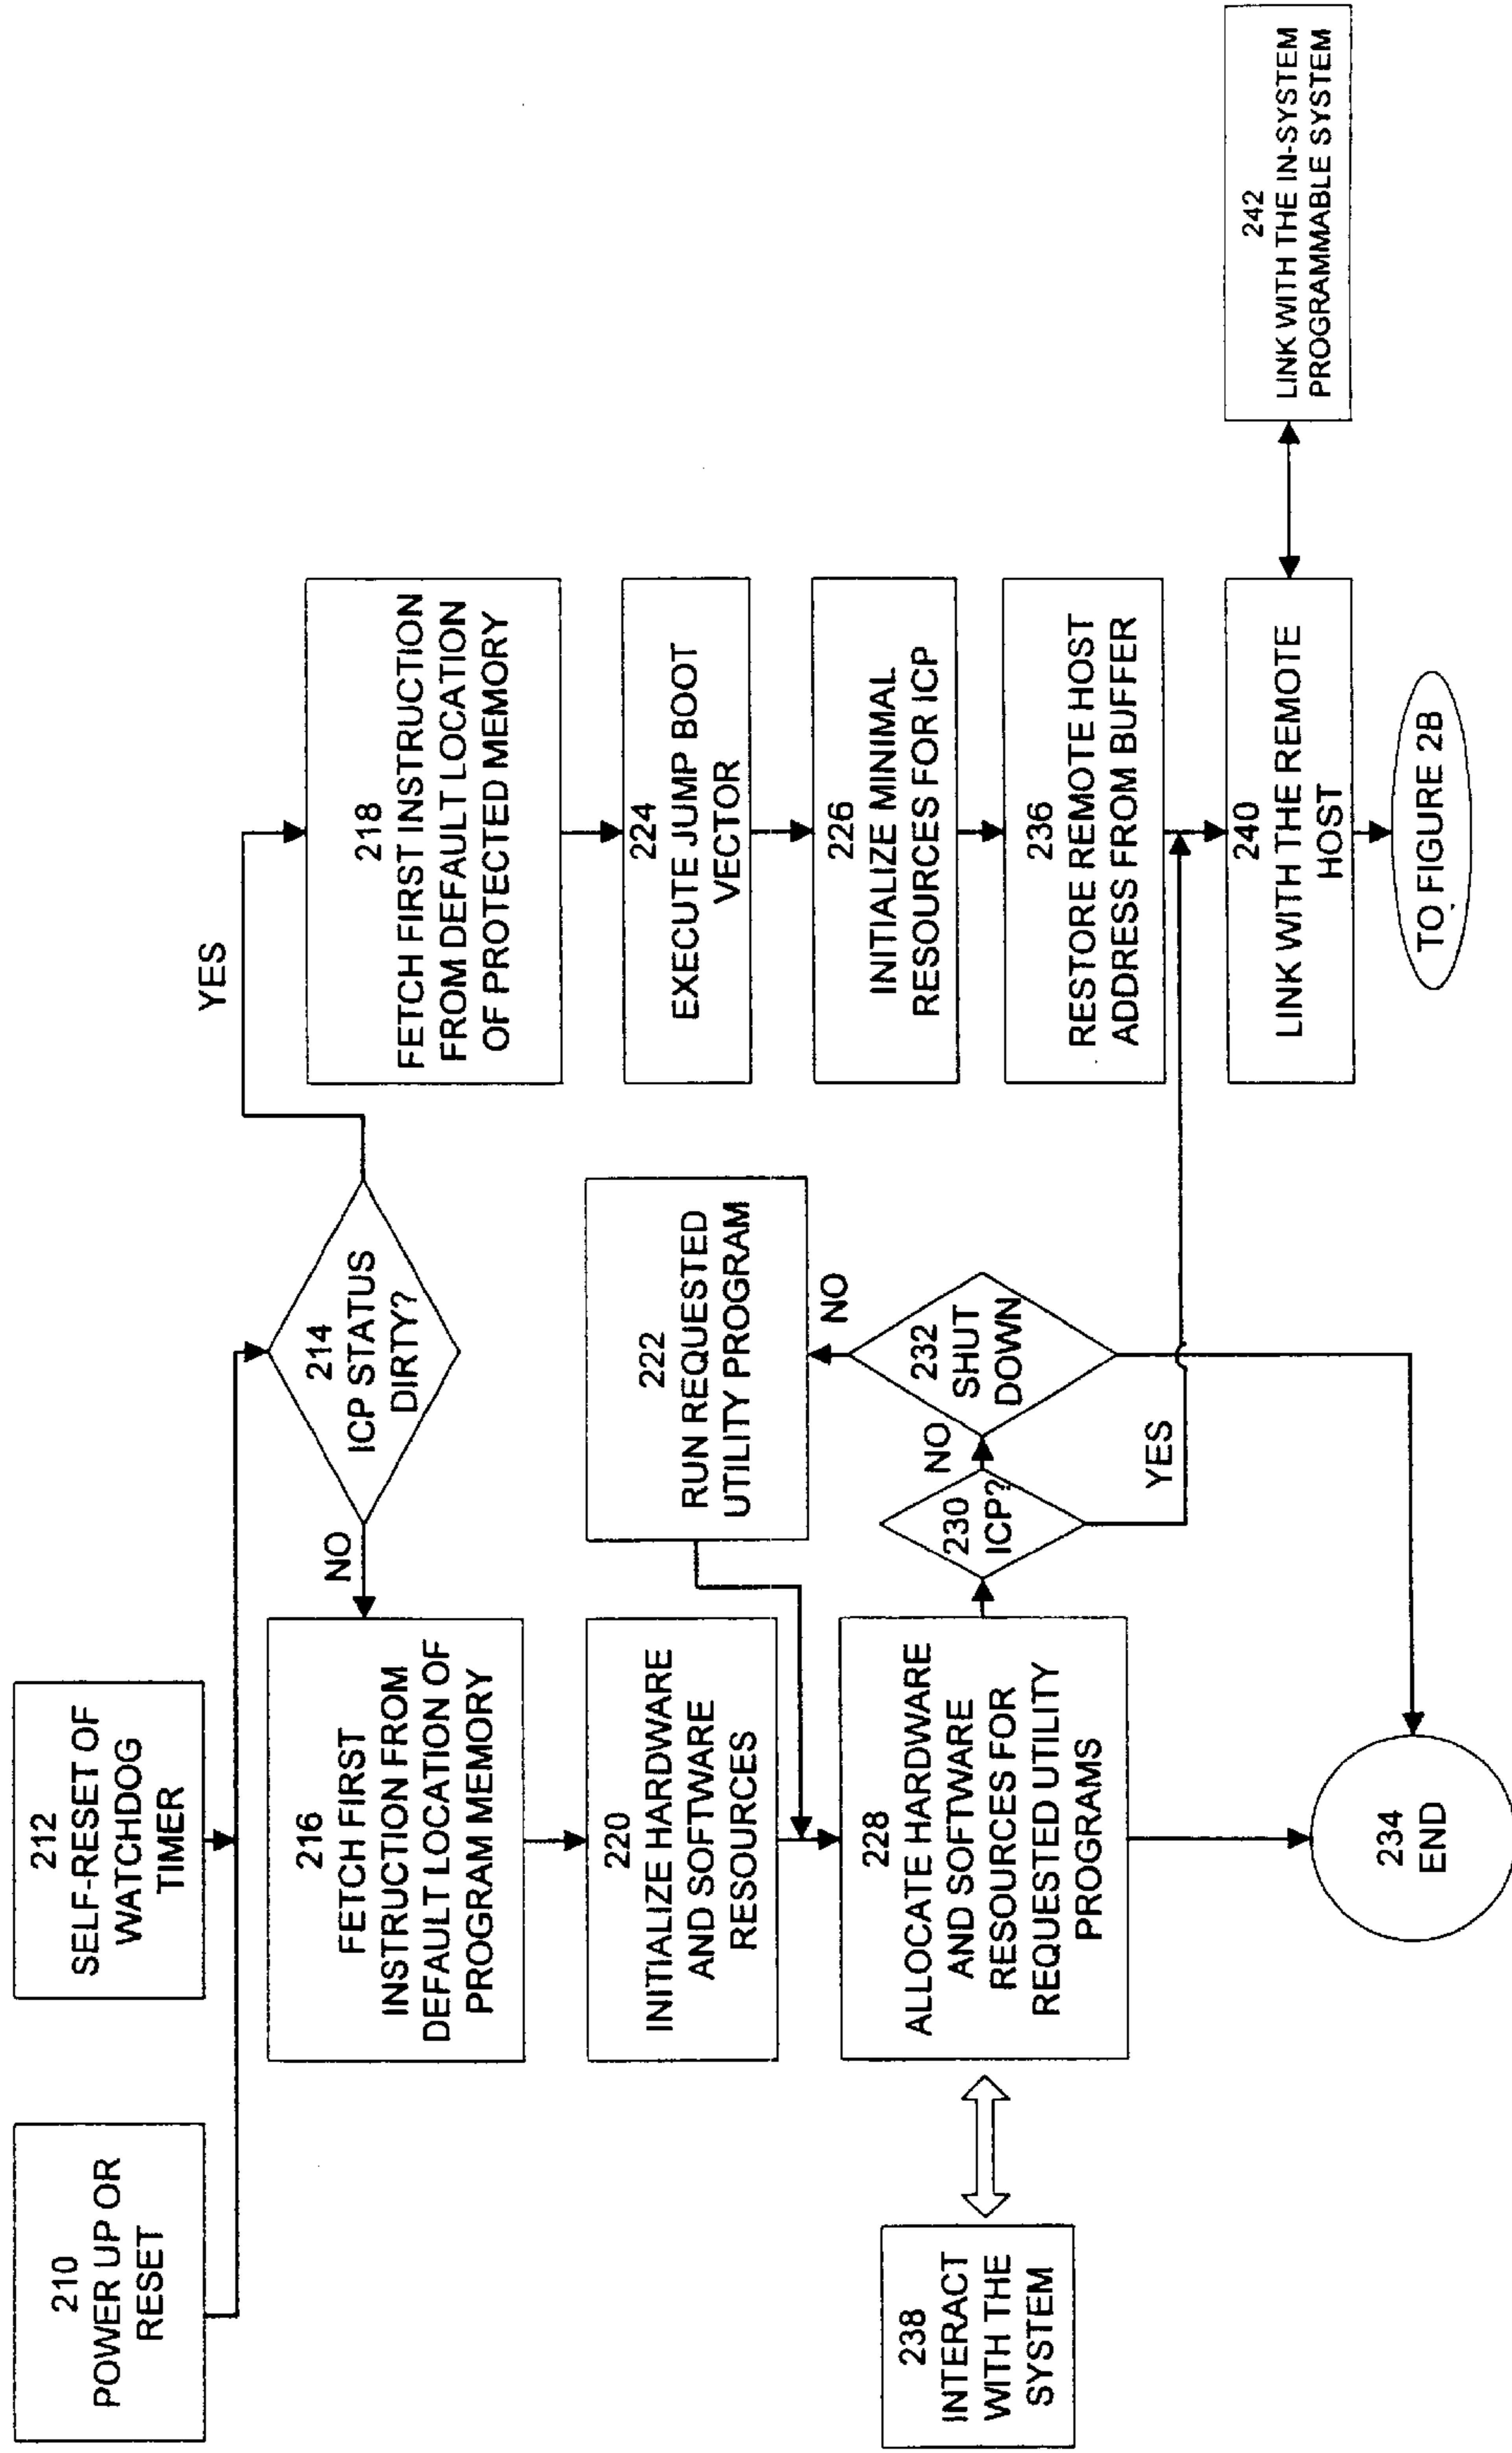 210
POWER UP OR
RESET
212
SELF-RESET OF
WATCHDOG
TIMER
214
ICP STATUS
DIRTY?
NO
YES
216
FETCH FIRST
INSTRUCTION FROM
DEFAULT LOCATION OF
PROGRAM MEMORY
218
FETCH FIRST INSTRUCTION
FROM DEFAULT LOCATION
OF PROTECTED MEMORY
220
INITIALIZE HARDWARE
AND SOFTWARE
RESOURCES
222
RUN REQUESTED
UTILITY PROGRAM
224
EXECUTE JUMP BOOT
VECTOR
226
INITIALIZE MINIMAL
RESOURCES FOR ICP
238
INTERACT
WITH THE
SYSTEM
228
ALLOCATE HARDWARE
AND SOFTWARE
RESOURCES FOR
REQUESTED UTILITY
PROGRAMS
230
ICP?
NO
YES
232
SHUT
DOWN
NO
236
RESTORE REMOTE HOST
ADDRESS FROM BUFFER
240
LINK WITH THE REMOTE
HOST
242
LINK WITH THE IN-SYSTEM
PROGRAMMABLE SYSTEM
234
END
TO FIGURE 2B